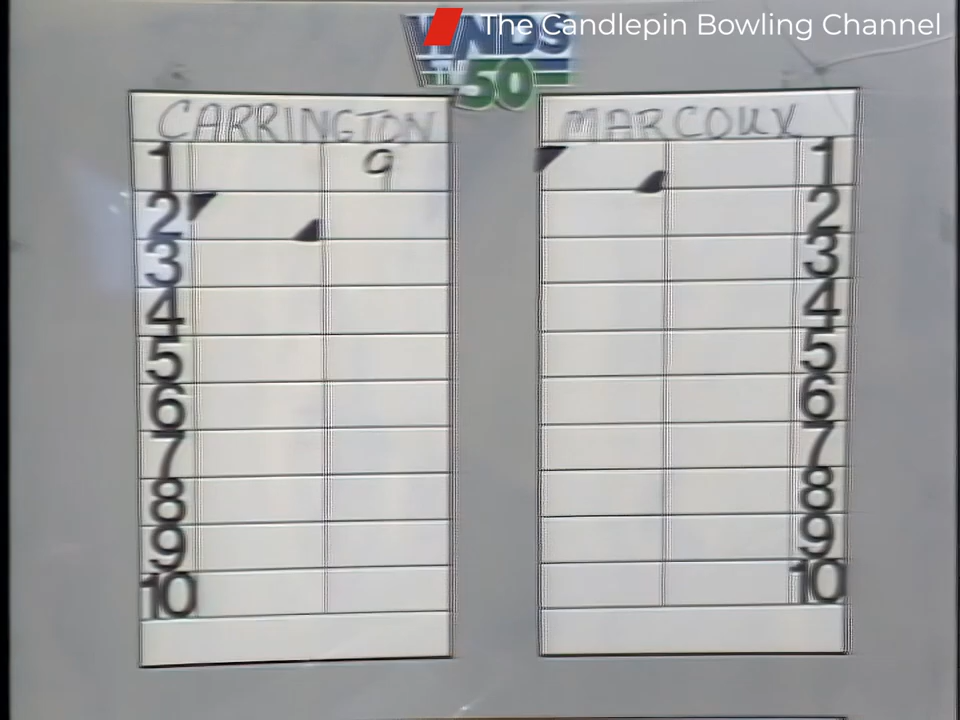 The Candlepin Bowling Channel
WNDS
TV 50
CARRINGTON
MARCOUX
1 9 1
2 2
3 3
4 4
5 5
6 6
7 7
8 8
9 9
10 10